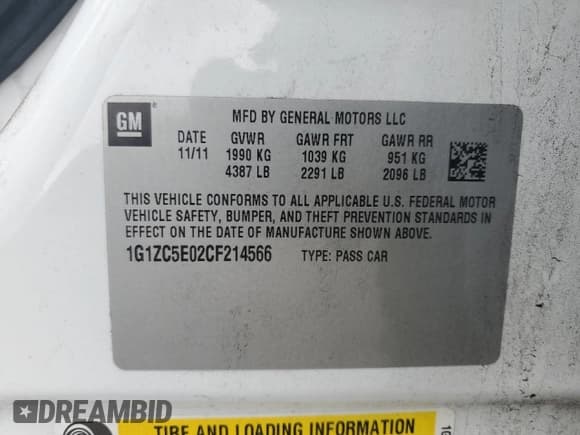 GM
®
MFD BY GENERAL MOTORS LLC
DATE GVWR GAWR FRT GAWR RR
11/11 1990 KG 1039 KG 951 KG
4387 LB 2291 LB 2096 LB
THIS VEHICLE CONFORMS TO ALL APPLICABLE U.S. FEDERAL MOTOR
VEHICLE SAFETY, BUMPER, AND THEFT PREVENTION STANDARDS
IN EFFECT ON THE DATE OF MANUFACTURE SHOWN ABOVE.
1G1ZC5E02CF214566 TYPE: PASS CAR
TIRE AND LOADING INFORMATION
DREAMBID